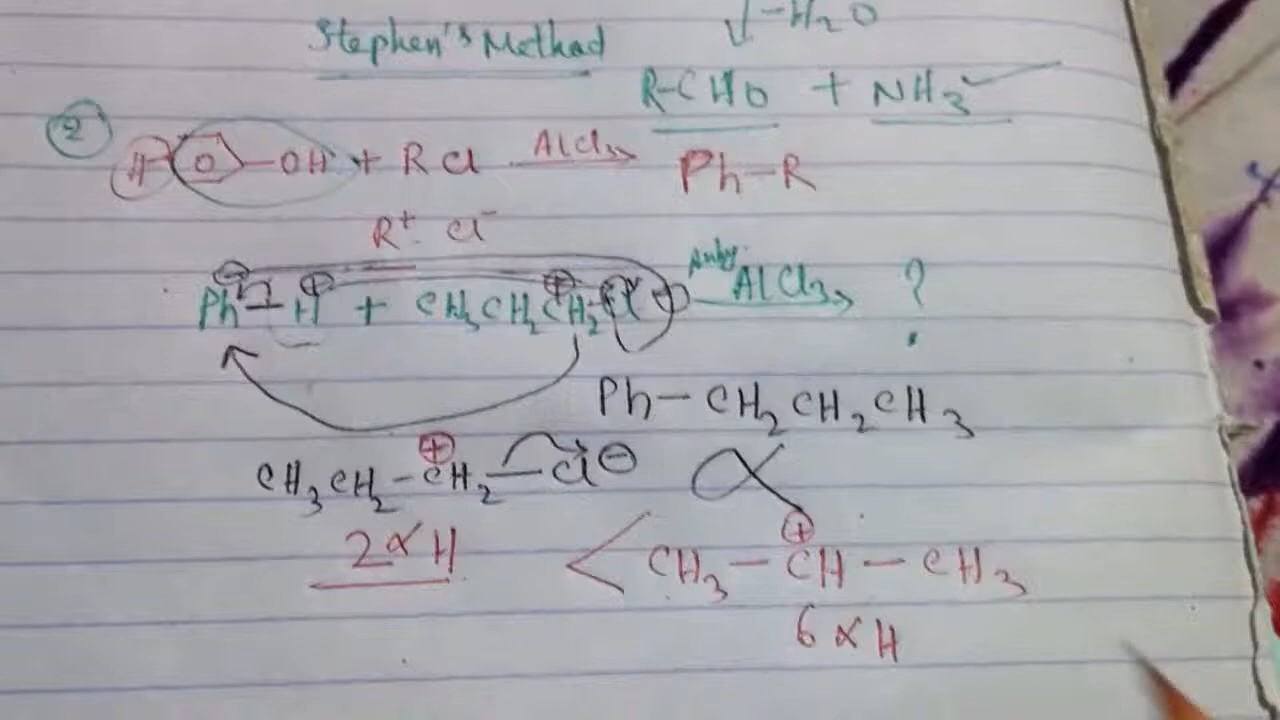 Stephen's Method -H₂O
R-CHO + NH₃
2 H-OH + R Cl AlCl₃ Ph-R
R⁺ Cl⁻
Ph-H + CH₃CH₂CH₂ Cl Anhy. AlCl₃ ?
Ph-CH₂CH₂CH₃
CH₃CH₂-CH₂-Cl
2αH < CH₃-CH-CH₃
6αH